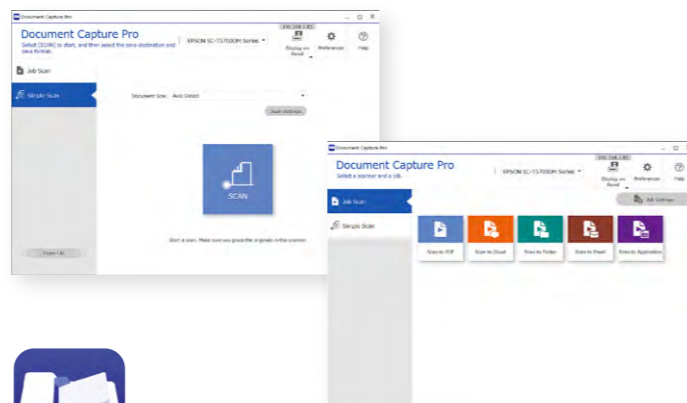 Document Capture Pro
Document Capture Pro
Select [SCAN] to start, and then select the save destination and
save format.
EPSON SC-T5700DM Series
Display on
Panel
Preferences
Help
Job Scan
Simple Scan
Document Size: Auto Detect
Scan Settings
SCAN
Start a scan. Make sure you place the originals in the scanner.
Document Capture Pro
Document Capture Pro
Select a scanner and a job.
EPSON SC-T5700DM Series
Display on
Panel
Preferences
Help
Job Scan
Job Settings
Simple Scan
Scan to PDF
Scan to Cloud
Scan to Folder
Scan to Email
Scan to Application